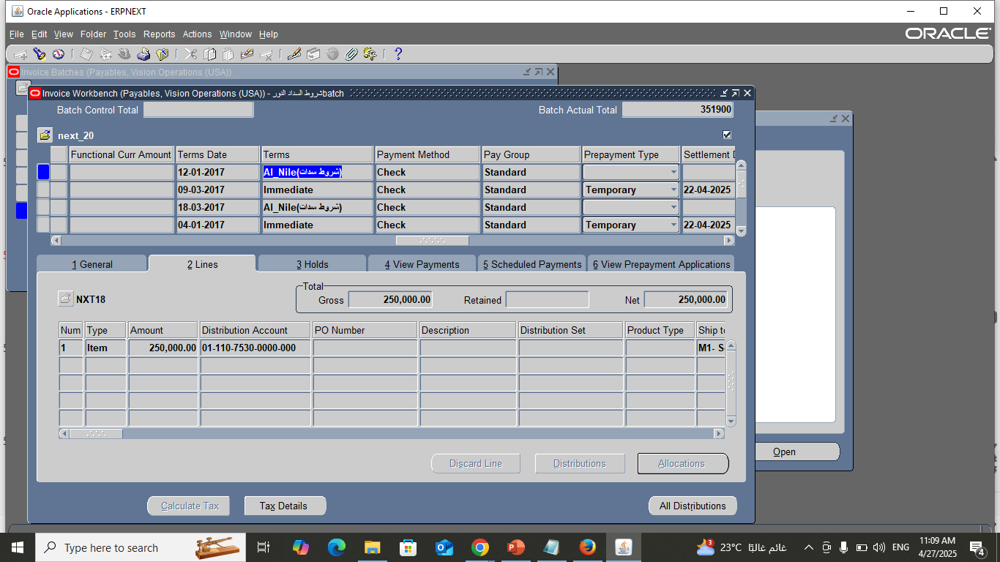 Oracle Applications - ERPNEXT
File Edit View Folder Tools Reports Actions Window Help
ORACLE
Invoice Batches (Payables, Vision Operations (USA))
Invoice Workbench (Payables, Vision Operations (USA)) - شروط السداد النورbatch
Batch Control Total
Batch Actual Total 351900
next_20
Functional Curr Amount Terms Date Terms Payment Method Pay Group Prepayment Type Settlement D
12-01-2017 Al_Nile(شروط سدات) Check Standard
09-03-2017 Immediate Check Standard Temporary 22-04-2025
18-03-2017 Al_Nile(شروط سدات) Check Standard
04-01-2017 Immediate Check Standard Temporary 22-04-2025
1 General 2 Lines 3 Holds 4 View Payments 5 Scheduled Payments 6 View Prepayment Applications
Total
NXT18 Gross 250,000.00 Retained Net 250,000.00
Num Type Amount Distribution Account PO Number Description Distribution Set Product Type Ship to
1 Item 250,000.00 01-110-7530-0000-000 M1- S
Discard Line Distributions Allocations
Open
Calculate Tax Tax Details All Distributions
Type here to search
3 23°C غائم غالبًا ENG
11:09 AM
4/27/2025
4